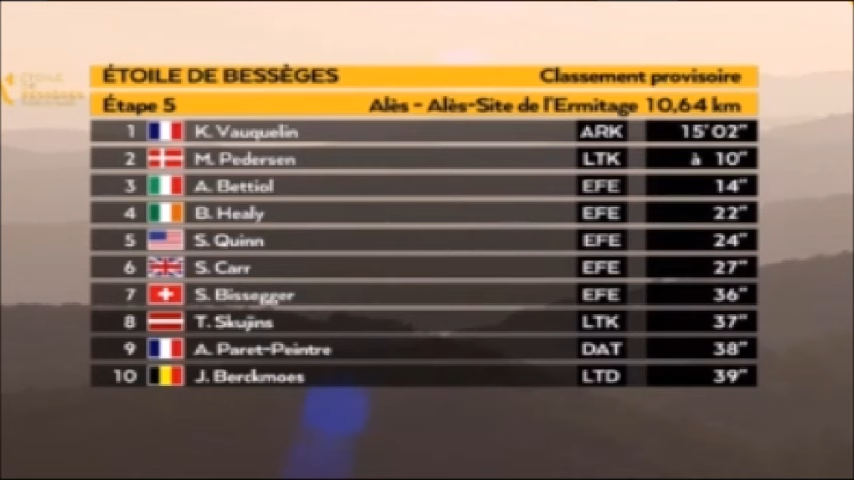 ÉTOILE
DE
BESSÈGES
ÉTOILE DE BESSÈGES Classement provisoire
Étape 5 Alès - Alès-Site de l'Ermitage 10,64 km
1 K. Vauquelin ARK 15'02"
2 M. Pedersen LTK à 10"
3 A. Bettiol EFE 14"
4 B. Healy EFE 22"
5 S. Quinn EFE 24"
6 S. Carr EFE 27"
7 S. Bissegger EFE 36"
8 T. Skujins LTK 37"
9 A. Paret-Peintre DAT 38"
10 J. Berckmoes LTD 39"